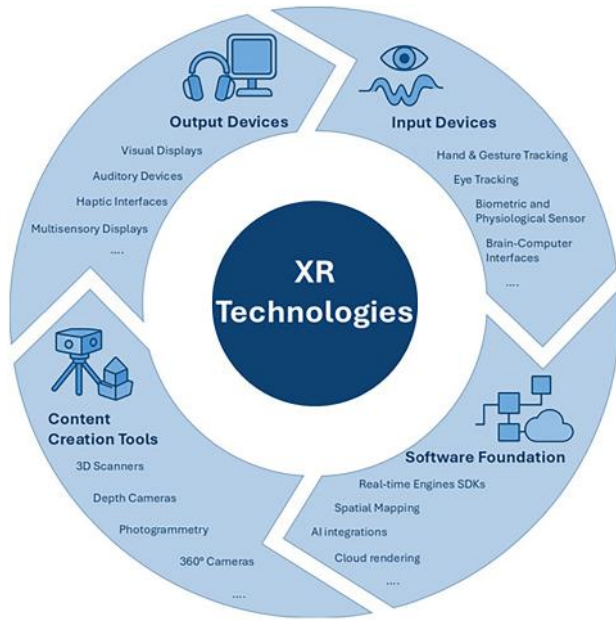 Output Devices
Visual Displays
Auditory Devices
Haptic Interfaces
Multisensory Displays
....
Input Devices
Hand & Gesture Tracking
Eye Tracking
Biometric and
Physiological Sensor
Brain-Computer
Interfaces
....
XR
Technologies
Content
Creation Tools
3D Scanners
Depth Cameras
Photogrammetry
360° Cameras
....
Software Foundation
Real-time Engines SDKs
Spatial Mapping
AI integrations
Cloud rendering
....